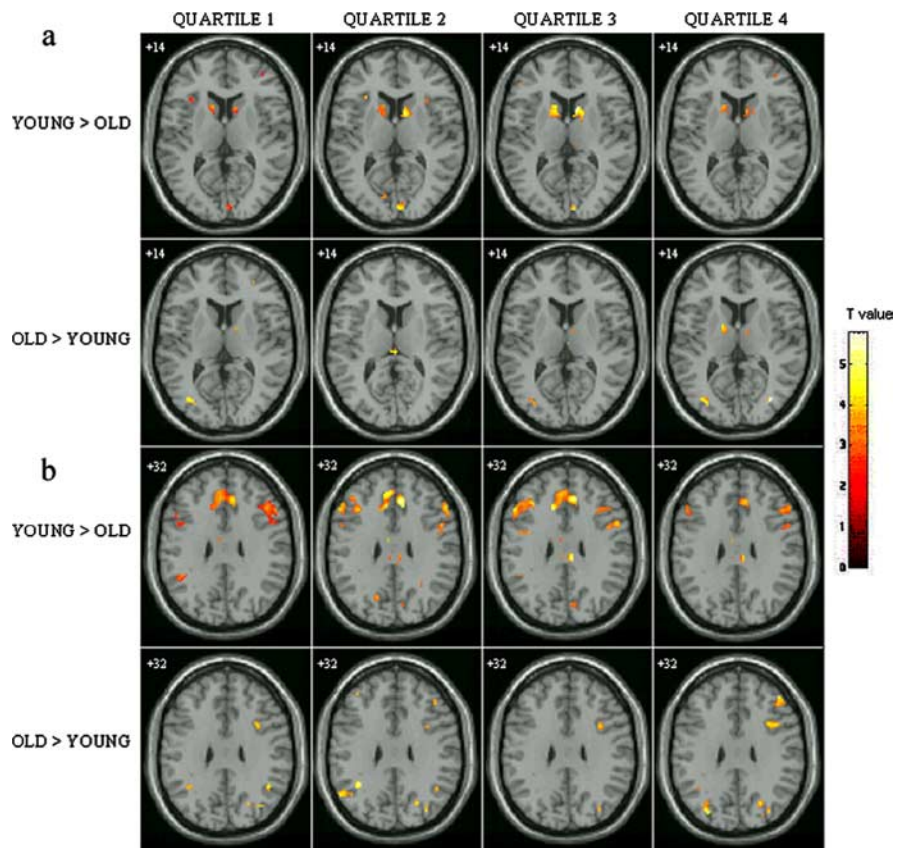 QUARTILE 1 QUARTILE 2 QUARTILE 3 QUARTILE 4
a
+14 +14 +14 +14
YOUNG > OLD
+14 +14 +14 +14
OLD > YOUNG
T value
5
4
3
2
1
0
b
+32 +32 +32 +32
YOUNG > OLD
+32 +32 +32 +32
OLD > YOUNG